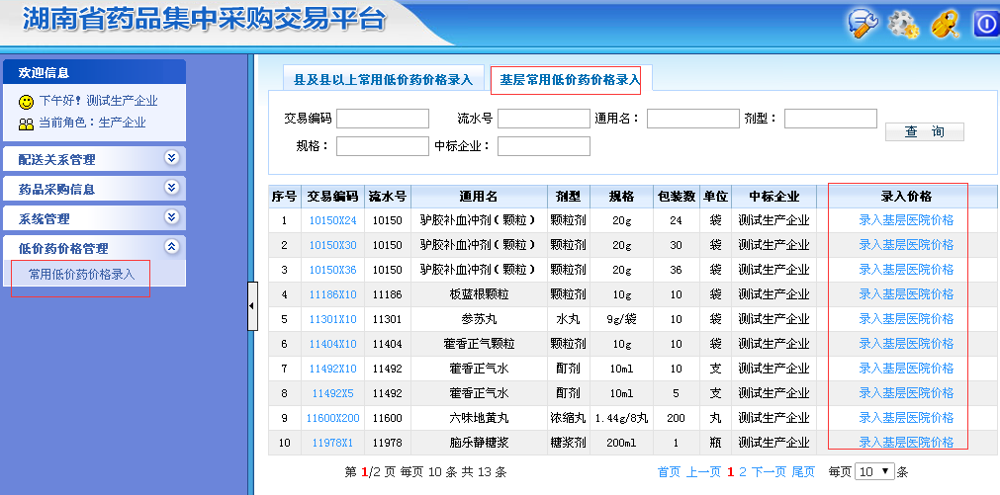 湖南省药品集中采购交易平台
欢迎信息
下午好！测试生产企业
当前角色：生产企业
配送关系管理
药品采购信息
系统管理
低价药价格管理
常用低价药价格录入
县及县以上常用低价药价格录入 基层常用低价药价格录入
交易编码 流水号 通用名： 剂型：
规格： 中标企业： 查 询
序号 交易编码 流水号 通用名 剂型 规格 包装数 单位 中标企业 录入价格
1 10150X24 10150 驴胶补血冲剂(颗粒) 颗粒剂 20g 24 袋 测试生产企业 录入基层医院价格
2 10150X30 10150 驴胶补血冲剂(颗粒) 颗粒剂 20g 30 袋 测试生产企业 录入基层医院价格
3 10150X36 10150 驴胶补血冲剂(颗粒) 颗粒剂 20g 36 袋 测试生产企业 录入基层医院价格
4 11186X10 11186 板蓝根颗粒 颗粒剂 10g 10 袋 测试生产企业 录入基层医院价格
5 11301X10 11301 参苏丸 水丸 9g/袋 10 袋 测试生产企业 录入基层医院价格
6 11404X10 11404 藿香正气颗粒 颗粒剂 10g 10 袋 测试生产企业 录入基层医院价格
7 11492X10 11492 藿香正气水 酊剂 10ml 10 支 测试生产企业 录入基层医院价格
8 11492X5 11492 藿香正气水 酊剂 10ml 5 支 测试生产企业 录入基层医院价格
9 11600X200 11600 六味地黄丸 浓缩丸 1.44g/8丸 200 丸 测试生产企业 录入基层医院价格
10 11978X1 11978 脑乐静糖浆 糖浆剂 200ml 1 瓶 测试生产企业 录入基层医院价格
第 1/2 页 每页 10 条 共 13 条 首页 上一页 1 2 下一页 尾页 每页 10 条